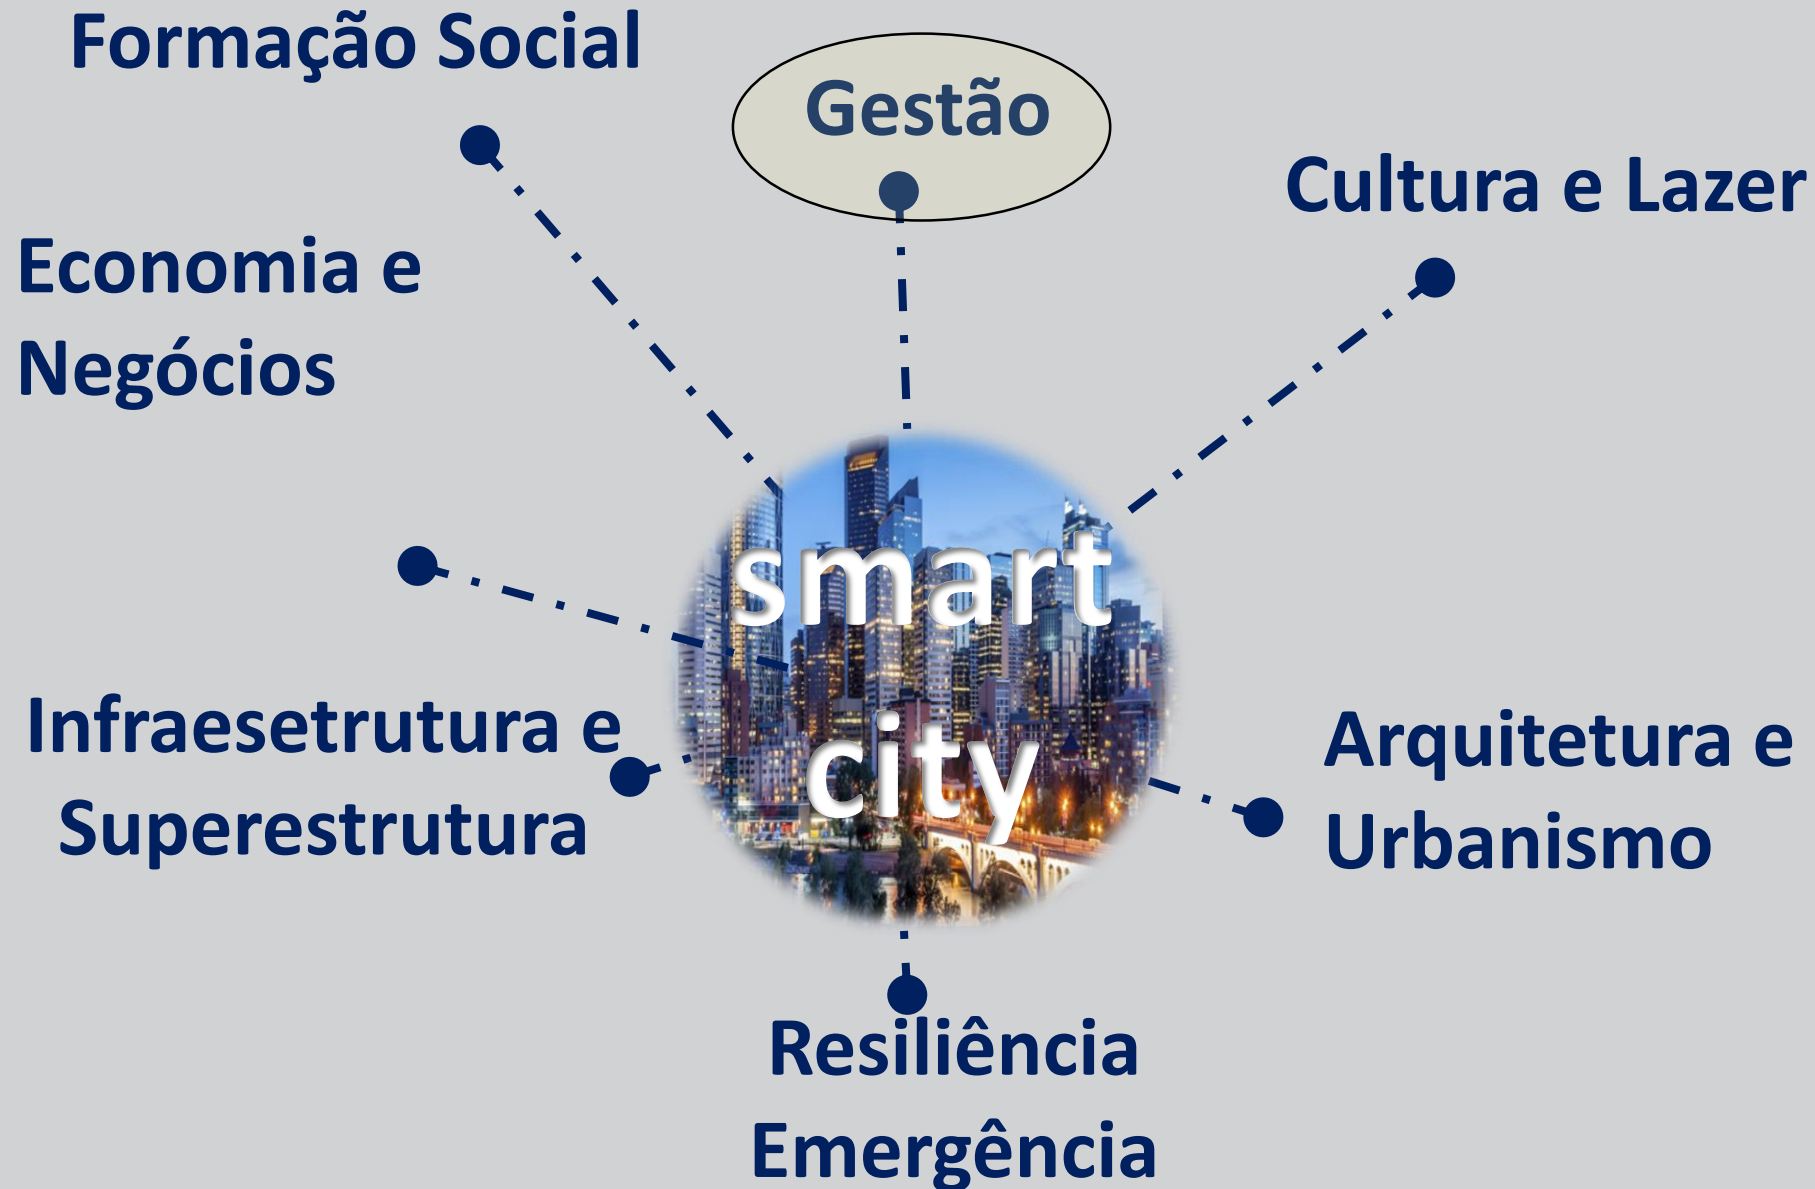 Formação Social
Gestão
Cultura e Lazer
Economia e
Negócios
smart
city
Infraesetrutura e
Superestrutura
Arquitetura e
Urbanismo
Resiliência
Emergência